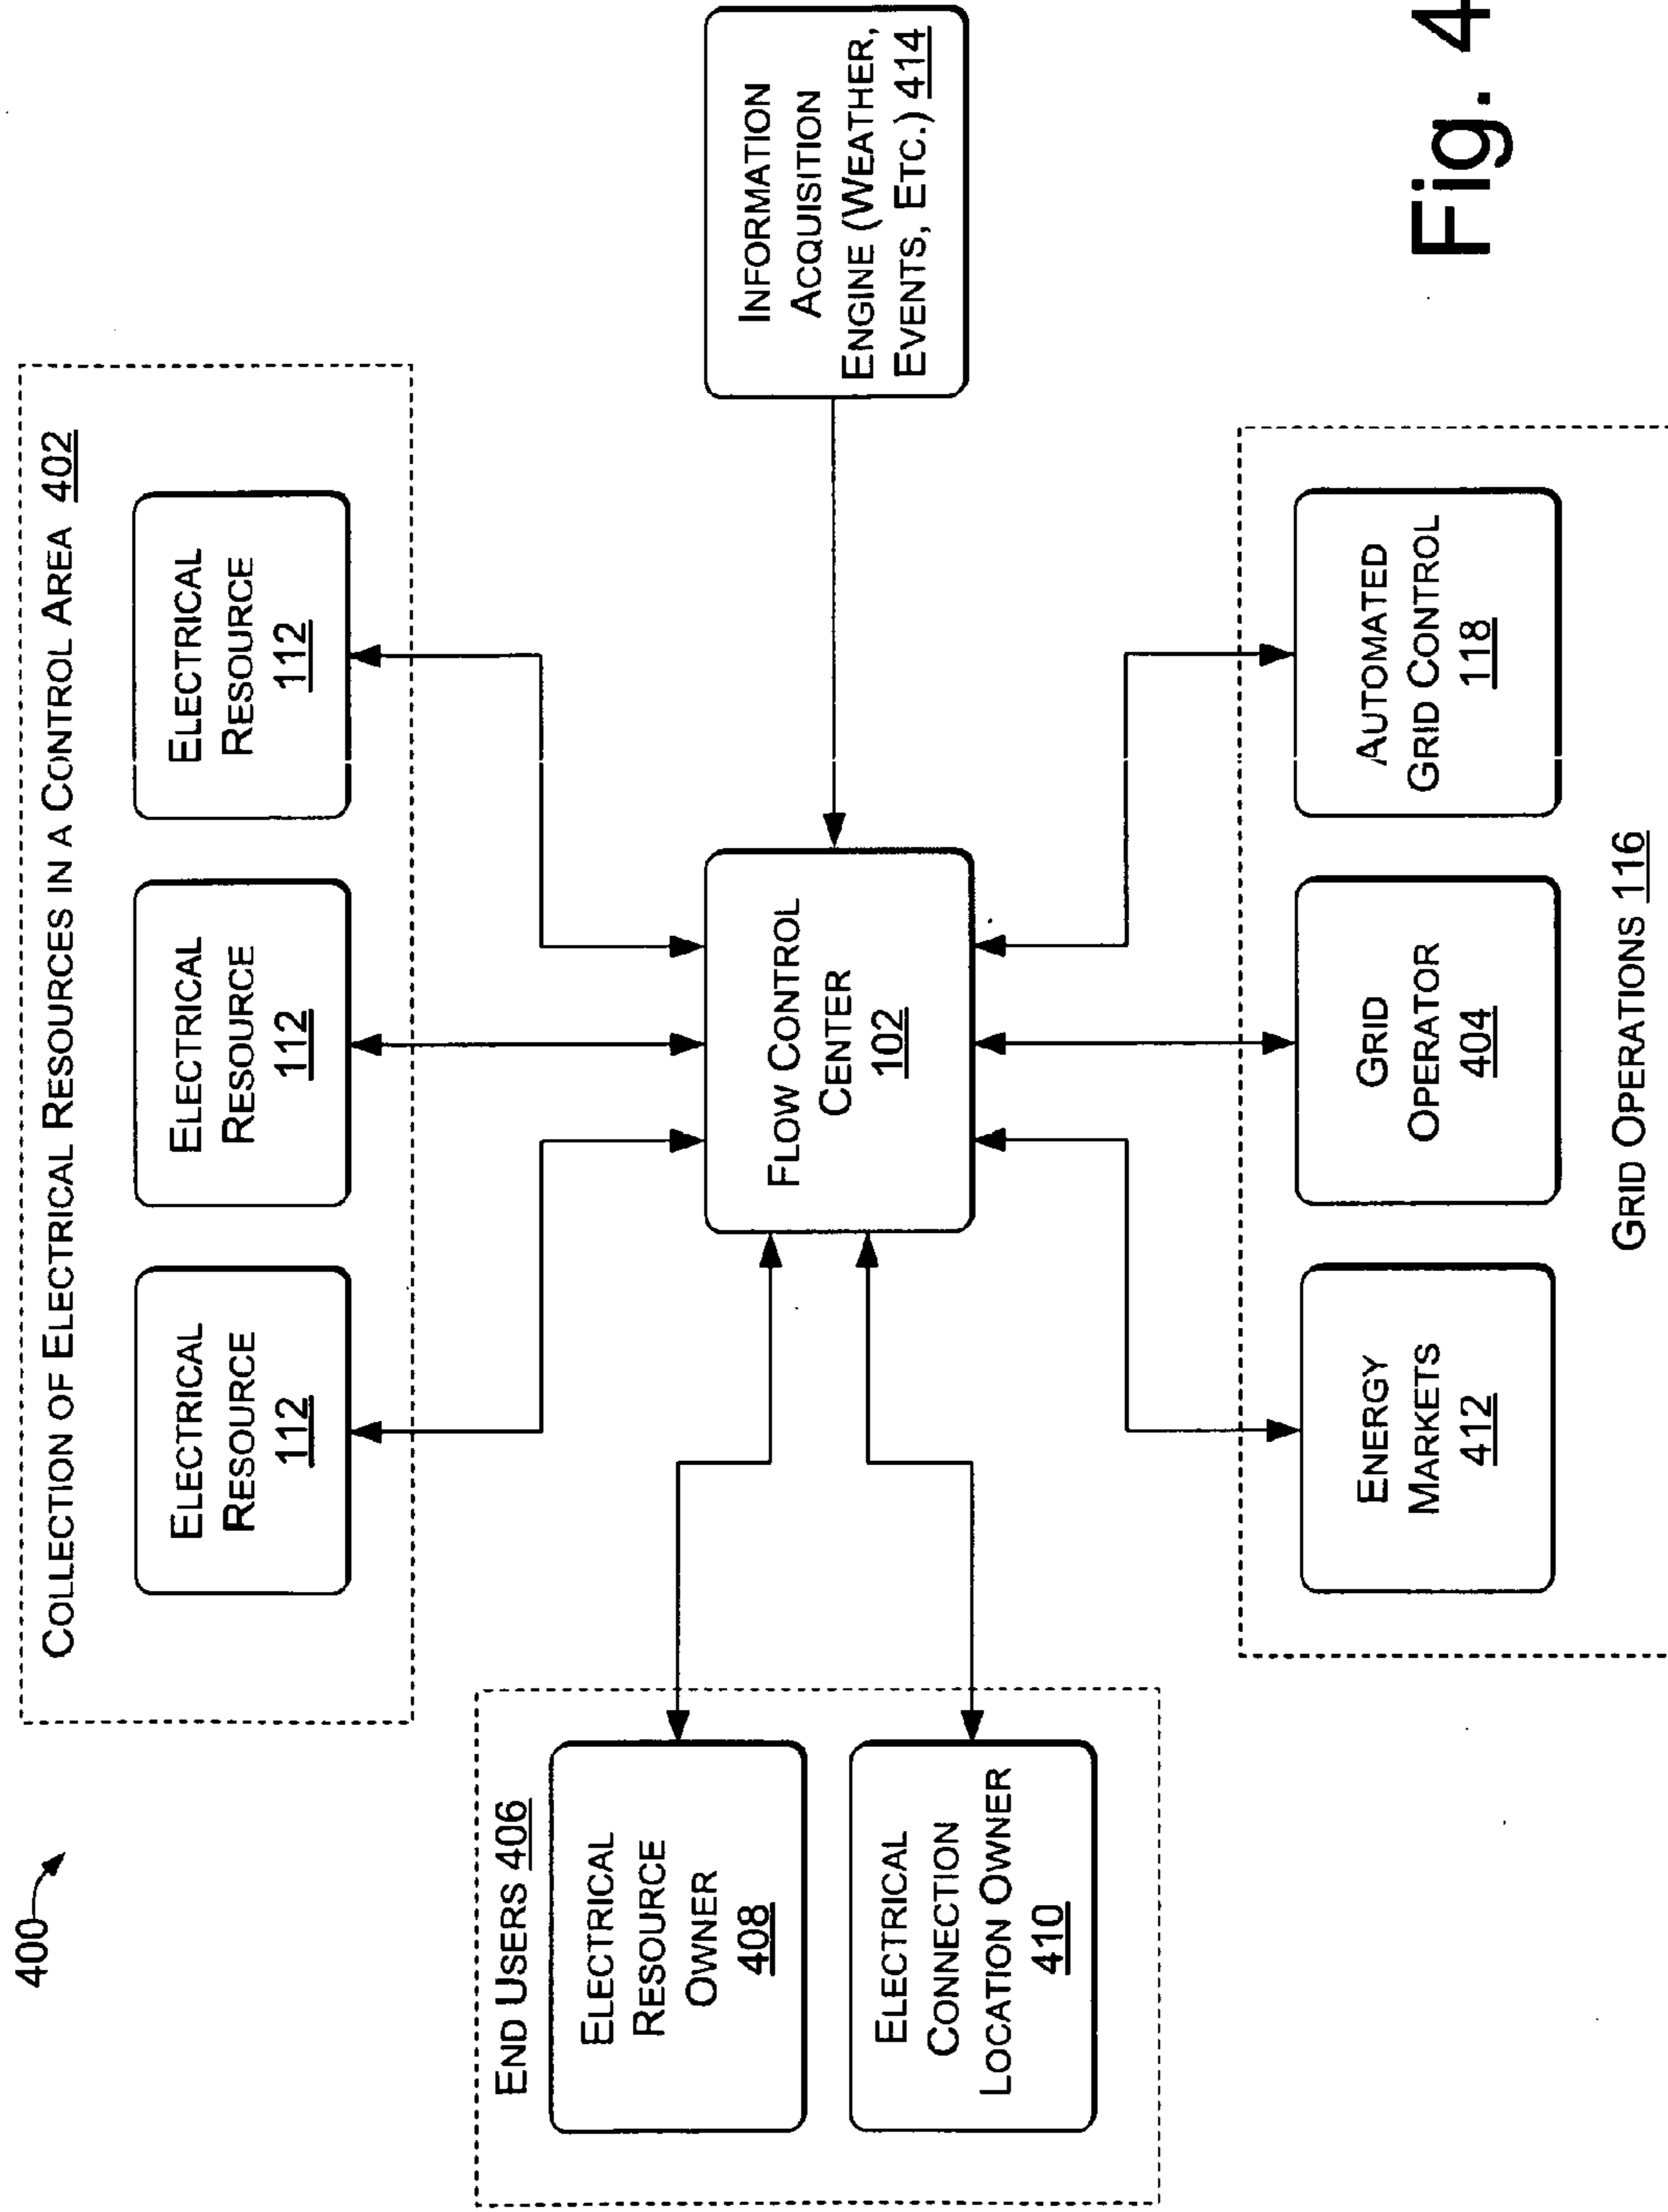 400
COLLECTION OF ELECTRICAL RESOURCES IN A CONTROL AREA 402
ELECTRICAL
RESOURCE
112
ELECTRICAL
RESOURCE
112
ELECTRICAL
RESOURCE
112
END USERS 406
ELECTRICAL
RESOURCE
OWNER
408
ELECTRICAL
CONNECTION
LOCATION OWNER
410
FLOW CONTROL
CENTER
102
INFORMATION
ACQUISITION
ENGINE (WEATHER,
EVENTS, ETC.) 414
ENERGY
MARKETS
412
GRID
OPERATOR
404
AUTOMATED
GRID CONTROL
118
GRID OPERATIONS 116
Fig. 4